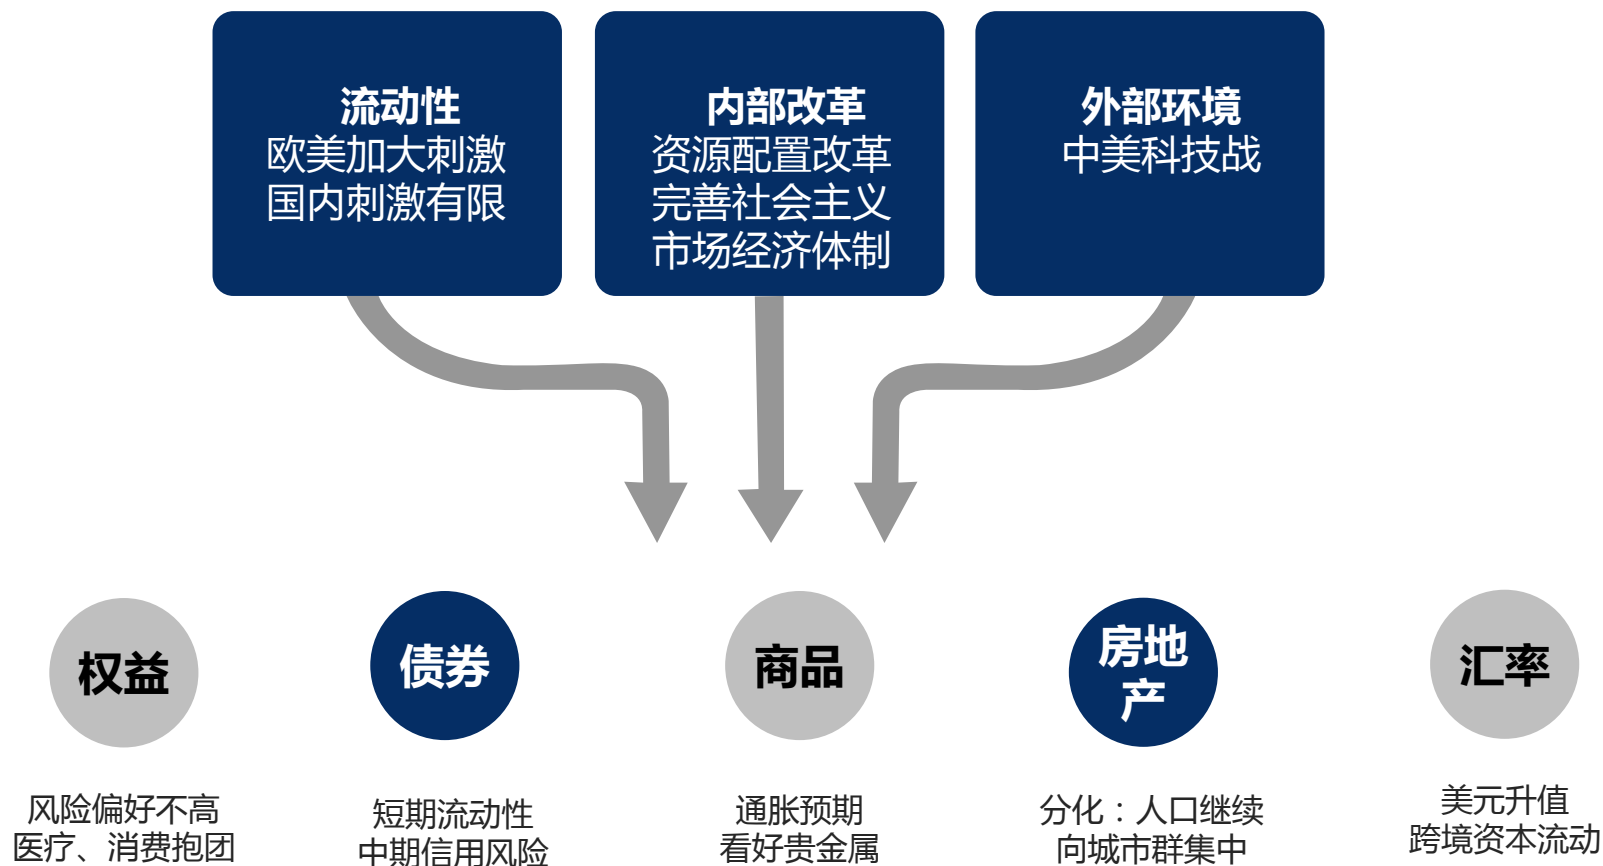 流动性
欧美加大刺激
国内刺激有限
内部改革
资源配置改革
完善社会主义
市场经济体制
外部环境
中美科技战
权益
债券
商品
房地
产
汇率
风险偏好不高
医疗、消费抱团
短期流动性
中期信用风险
通胀预期
看好贵金属
分化：人口继续
向城市群集中
美元升值
跨境资本流动